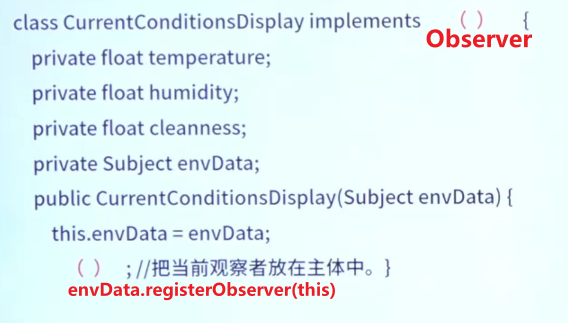 class CurrentConditionsDisplay implements （ ） {
Observer
private float temperature;
private float humidity;
private float cleanness;
private Subject envData;
public CurrentConditionsDisplay(Subject envData) {
this.envData = envData;
（ ） ; //把当前观察者放在主体中。}
envData.registerObserver(this)